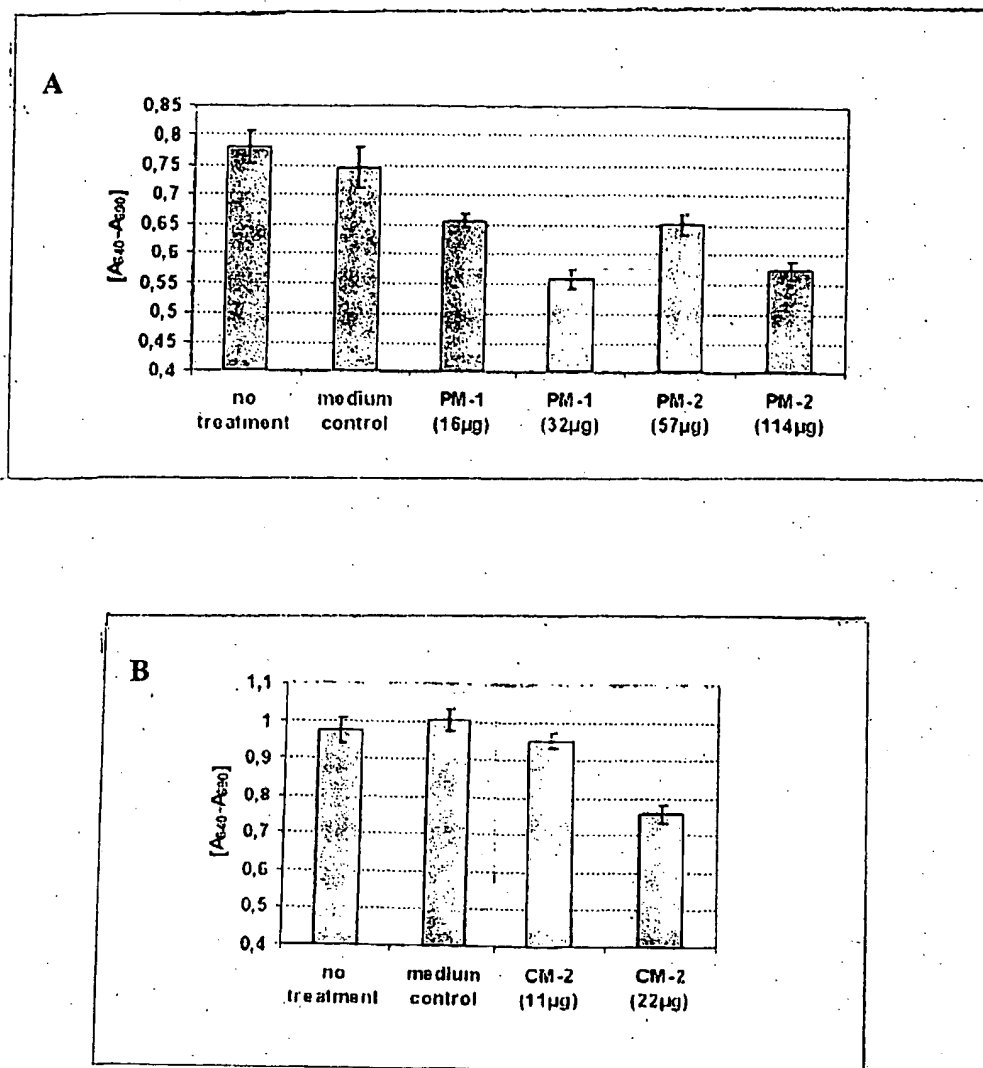 A
0,85
0,8
0,75
0,7
0,65
0,6
0,55
0,5
0,45
0,4
[A640-A690]
no treatment
medium control
PM-1 (16µg)
PM-1 (32µg)
PM-2 (57µg)
PM-2 (114µg)
B
1,1
1
0,9
0,8
0,7
0,6
0,5
0,4
[A640-A690]
no treatment
medium control
CM-2 (11µg)
CM-2 (22µg)